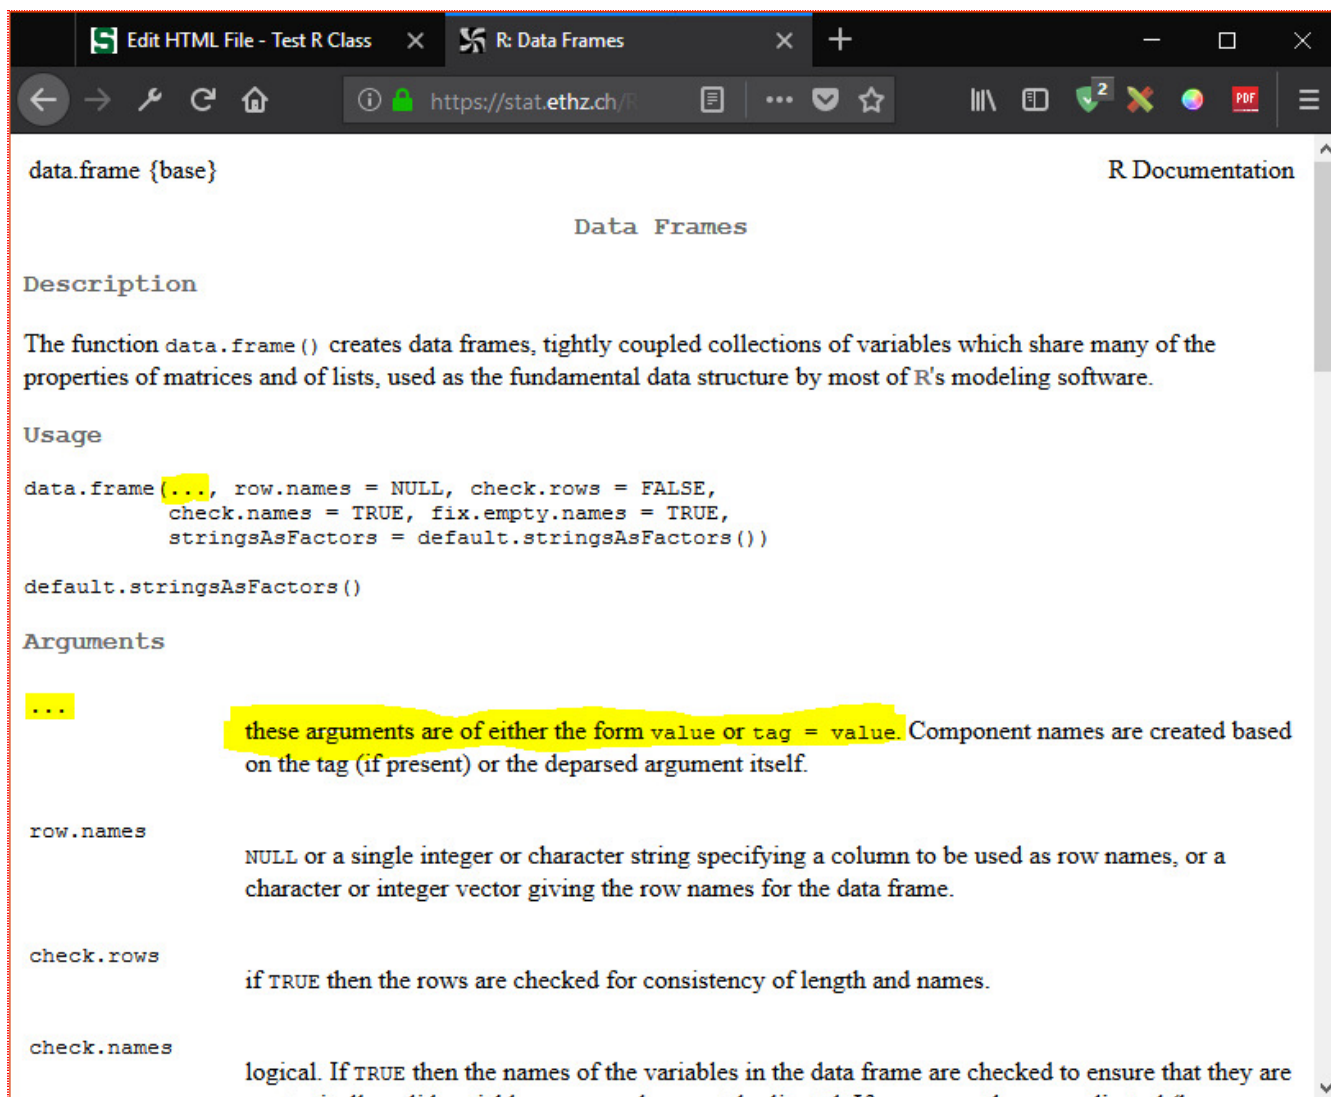 Edit HTML File - Test R Class
R: Data Frames
https://stat.ethz.ch/R
2
PDF
data.frame {base}
R Documentation
Data Frames
Description
The function data.frame() creates data frames, tightly coupled collections of variables which share many of the
properties of matrices and of lists, used as the fundamental data structure by most of R's modeling software.
Usage
data.frame(..., row.names = NULL, check.rows = FALSE,
check.names = TRUE, fix.empty.names = TRUE,
stringsAsFactors = default.stringsAsFactors())
default.stringsAsFactors()
Arguments
...
these arguments are of either the form value or tag = value. Component names are created based
on the tag (if present) or the deparsed argument itself.
row.names
NULL or a single integer or character string specifying a column to be used as row names, or a
character or integer vector giving the row names for the data frame.
check.rows
if TRUE then the rows are checked for consistency of length and names.
check.names
logical. If TRUE then the names of the variables in the data frame are checked to ensure that they are